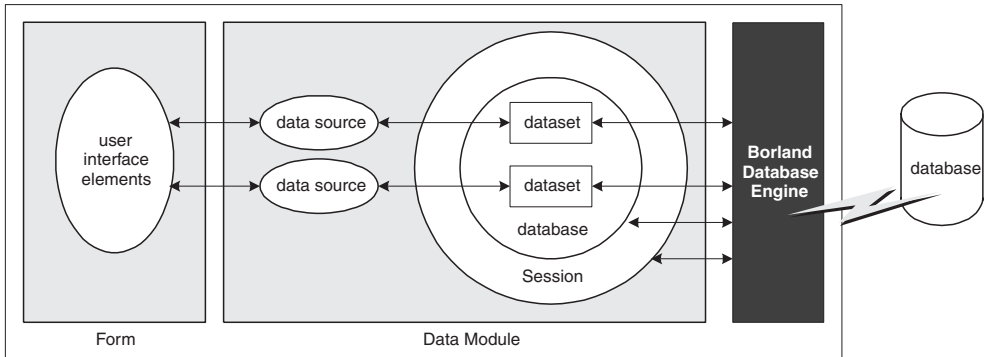 user
interface
elements
data source
data source
dataset
dataset
database
Session
Borland
Database
Engine
database
Form
Data Module